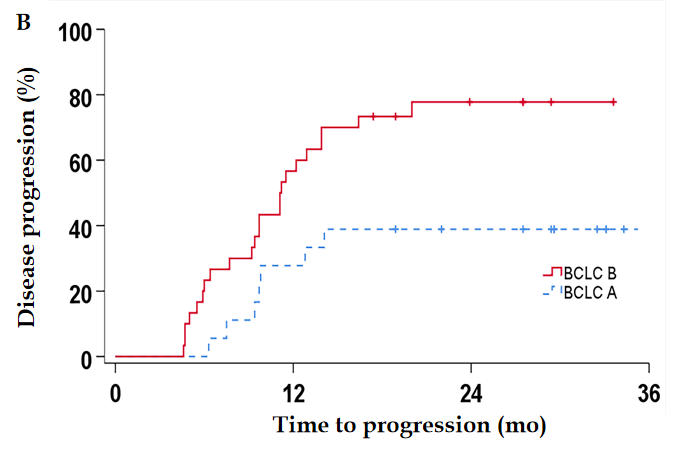 B
Disease progression (%)
100
80
60
40
20
0
BCLC B
BCLC A
0 12 24 36
Time to progression (mo)